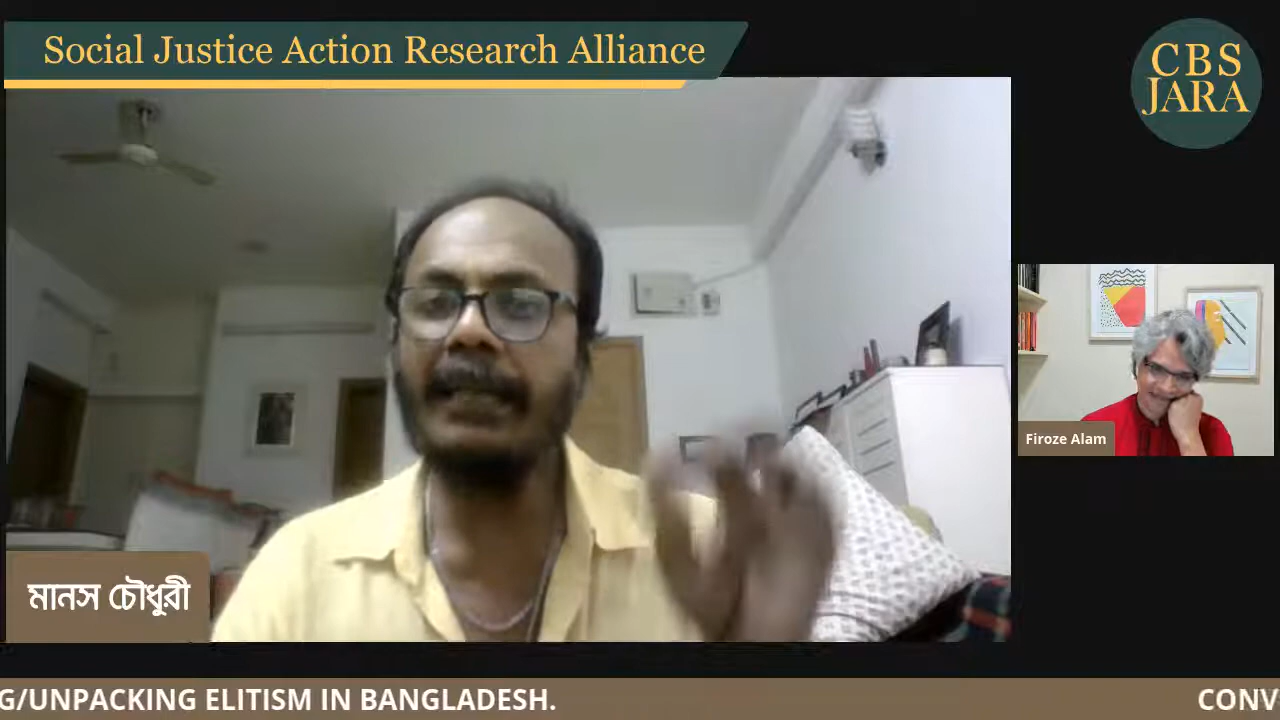 Social Justice Action Research Alliance
CBS
JARA
Firoze Alam
মানস চৌধুরী
G/UNPACKING ELITISM IN BANGLADESH.
CONV